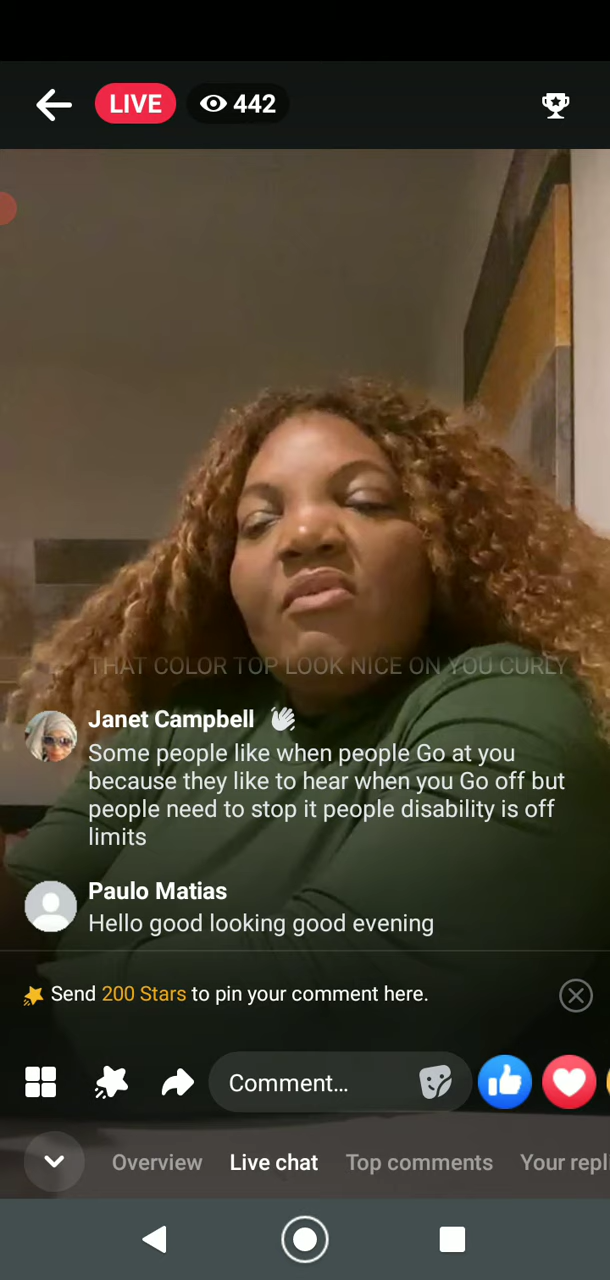 LIVE
442
THAT COLOR TOP LOOK NICE ON YOU CURLY
Janet Campbell 👋
Some people like when people Go at you
because they like to hear when you Go off but
people need to stop it people disability is off
limits
Paulo Matias
Hello good looking good evening
Send 200 Stars to pin your comment here.
Comment...
Overview
Live chat
Top comments
Your repl